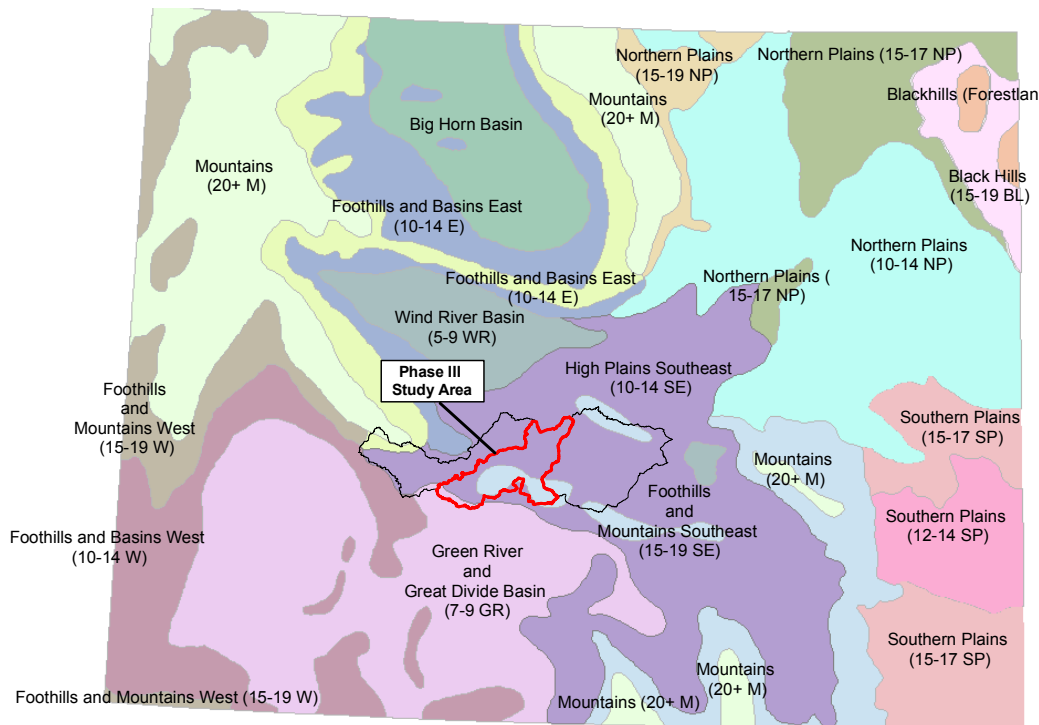 Northern Plains
(15-19 NP)
Northern Plains (15-17 NP)
Blackhills (Forestlan
Mountains
(20+ M)
Big Horn Basin
Mountains
(20+ M)
Black Hills
(15-19 BL)
Foothills and Basins East
(10-14 E)
Northern Plains
(10-14 NP)
Foothills and Basins East
(10-14 E)
Northern Plains (
15-17 NP)
Wind River Basin
(5-9 WR)
Phase III
Study Area
High Plains Southeast
(10-14 SE)
Foothills
and
Mountains West
(15-19 W)
Southern Plains
(15-17 SP)
Mountains
(20+ M)
Foothills
and
Mountains Southeast
(15-19 SE)
Southern Plains
(12-14 SP)
Foothills and Basins West
(10-14 W)
Green River
and
Great Divide Basin
(7-9 GR)
Southern Plains
(15-17 SP)
Mountains
(20+ M)
Foothills and Mountains West (15-19 W)
Mountains (20+ M)